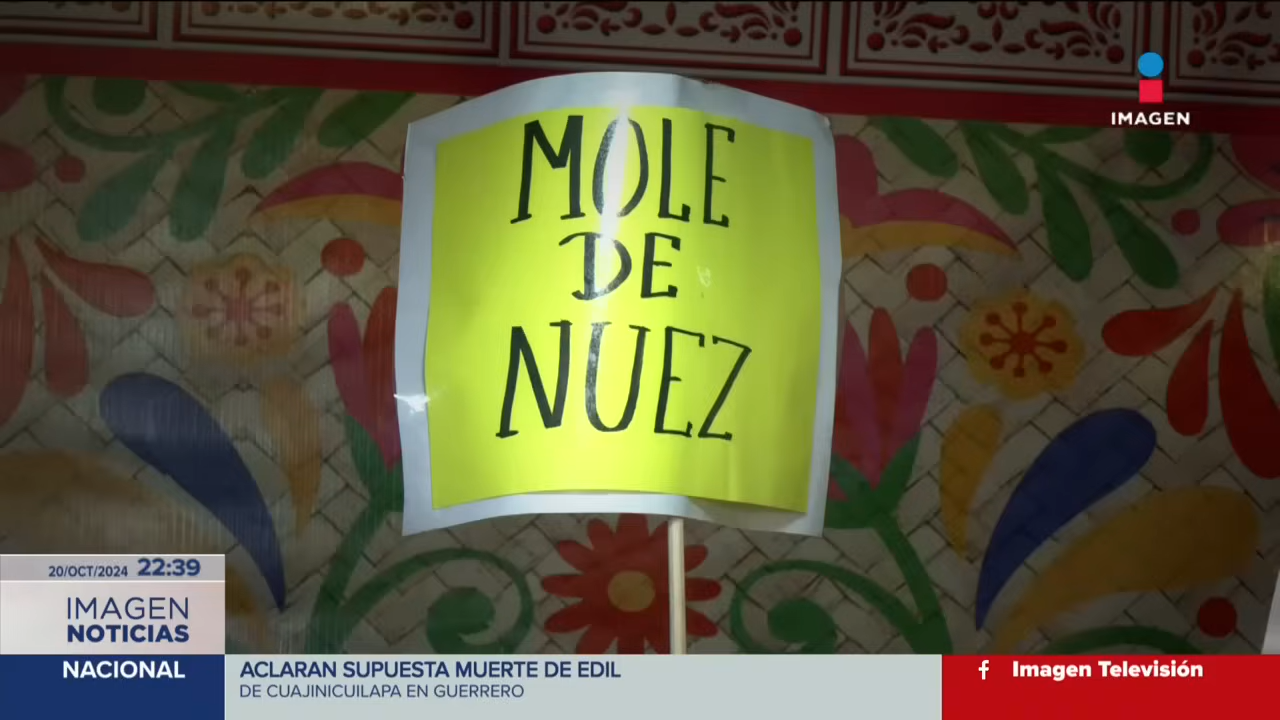 IMAGEN
MOLE
DE
NUEZ
20/OCT/2024 22:39
IMAGEN
NOTICIAS
NACIONAL
ACLARAN SUPUESTA MUERTE DE EDIL
DE CUAJINICUILAPA EN GUERRERO
f Imagen Televisión